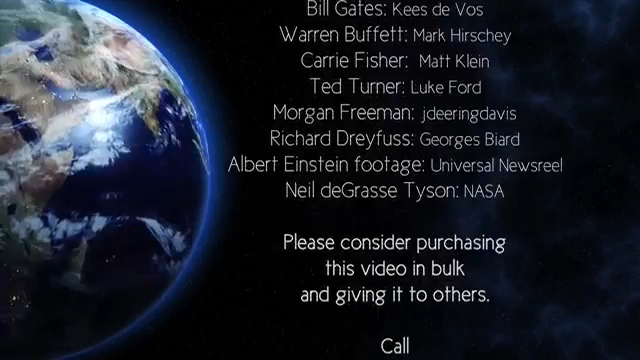 Bill Gates: Kees de Vos
Warren Buffett: Mark Hirschey
Carrie Fisher: Matt Klein
Ted Turner: Luke Ford
Morgan Freeman: jdeeringdavis
Richard Dreyfuss: Georges Biard
Albert Einstein footage: Universal Newsreel
Neil deGrasse Tyson: NASA
Please consider purchasing
this video in bulk
and giving it to others.
Call